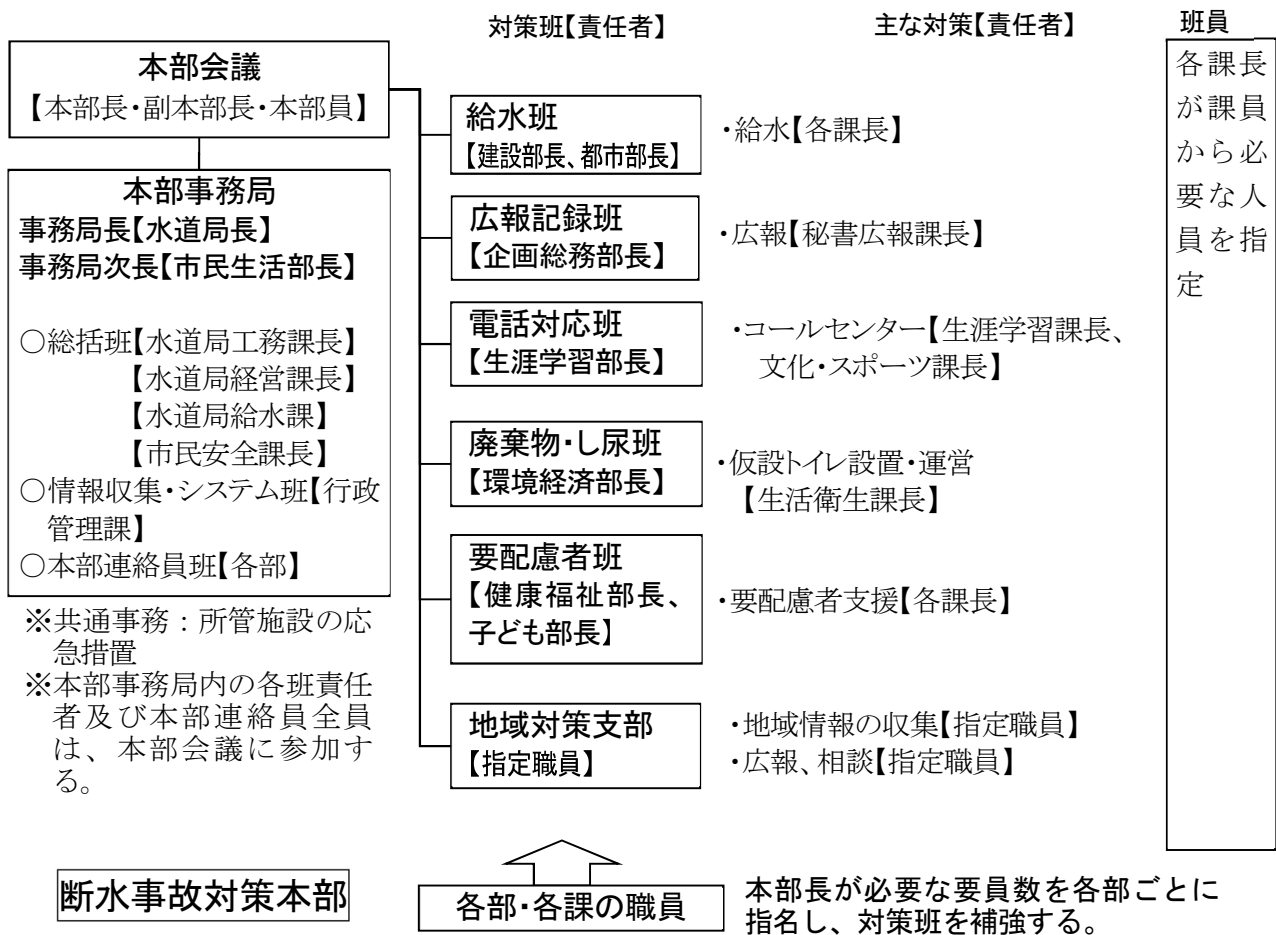 対策班【責任者】
主な対策【責任者】
班員
本部会議
【本部長・副本部長・本部員】
本部事務局
事務局長【水道局長】
事務局次長【市民生活部長】
○総括班【水道局工務課長】
【水道局経営課長】
【水道局給水課】
【市民安全課長】
○情報収集・システム班【行政
管理課】
○本部連絡員班【各部】
※共通事務：所管施設の応
急措置
※本部事務局内の各班責任
者及び本部連絡員全員
は、本部会議に参加す
る。
給水班
【建設部長、都市部長】
・給水【各課長】
広報記録班
【企画総務部長】
・広報【秘書広報課長】
電話対応班
【生涯学習部長】
・コールセンター【生涯学習課長、
文化・スポーツ課長】
廃棄物・し尿班
【環境経済部長】
・仮設トイレ設置・運営
【生活衛生課長】
要配慮者班
【健康福祉部長、
子ども部長】
・要配慮者支援【各課長】
地域対策支部
【指定職員】
・地域情報の収集【指定職員】
・広報、相談【指定職員】
各課長
が課員
から必
要な人
員を指
定
断水事故対策本部
各部・各課の職員
本部長が必要な要員数を各部ごとに
指名し、対策班を補強する。